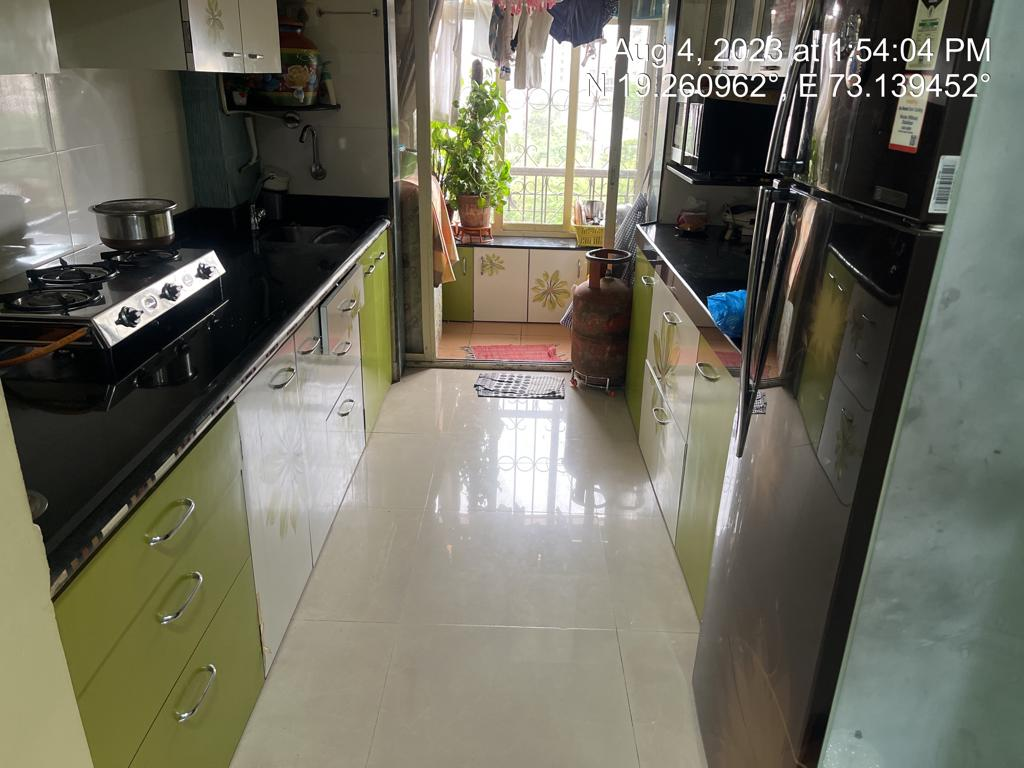 Aug 4, 2023 at 1:54:04 PM
N 19.260962°, E 73.139452°